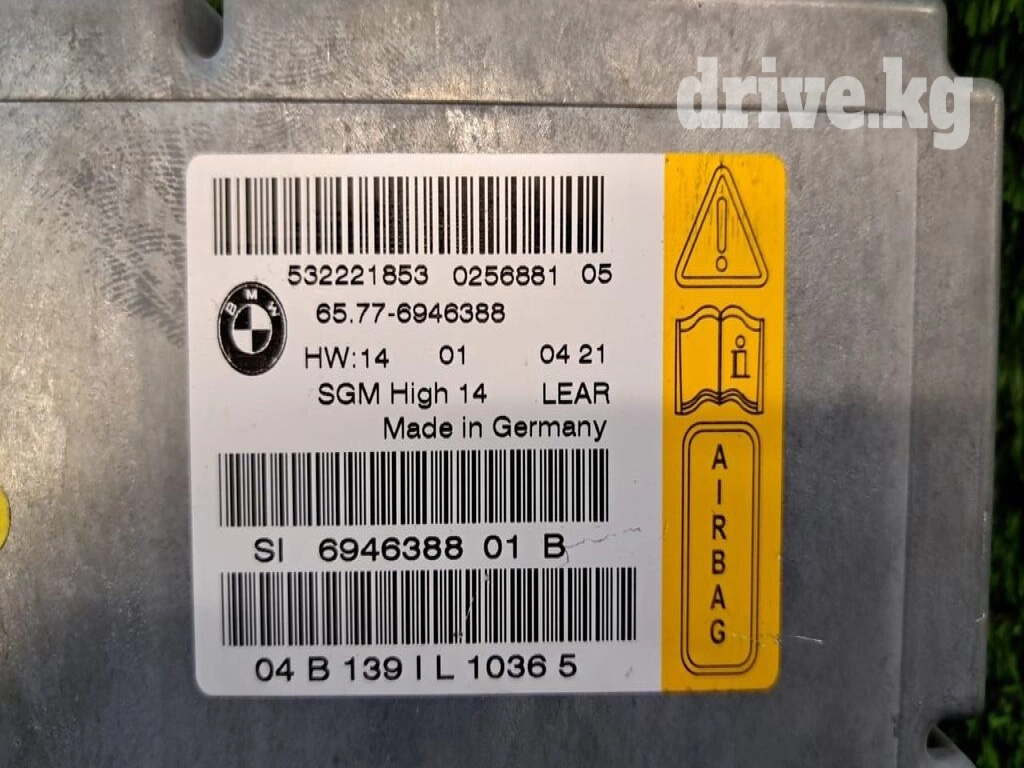 drive.kg
532221853 0256881 05
BMW
65.77-6946388
HW:14 01 04 21
SGM High 14 LEAR
Made in Germany
SI 6946388 01 B
04 B 139 I L 1036 5
AIRBAG